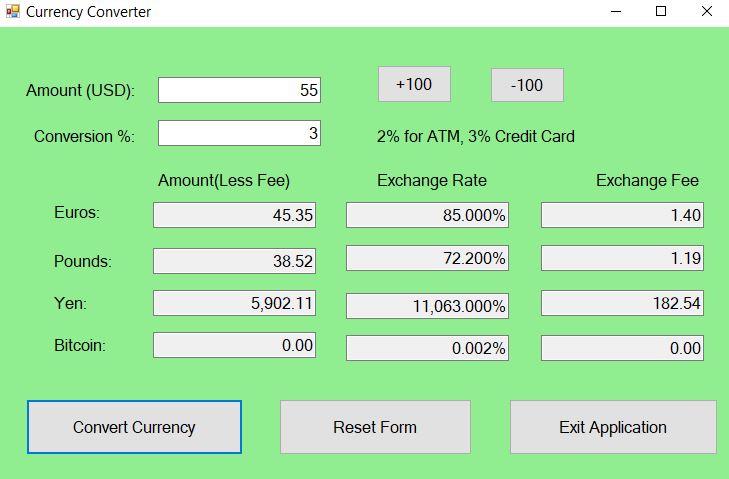 Currency Converter
Amount (USD): 55 +100 -100
Conversion %: 3 2% for ATM, 3% Credit Card
Amount(Less Fee) Exchange Rate Exchange Fee
Euros: 45.35 85.000% 1.40
Pounds: 38.52 72.200% 1.19
Yen: 5,902.11 11,063.000% 182.54
Bitcoin: 0.00 0.002% 0.00
Convert Currency Reset Form Exit Application